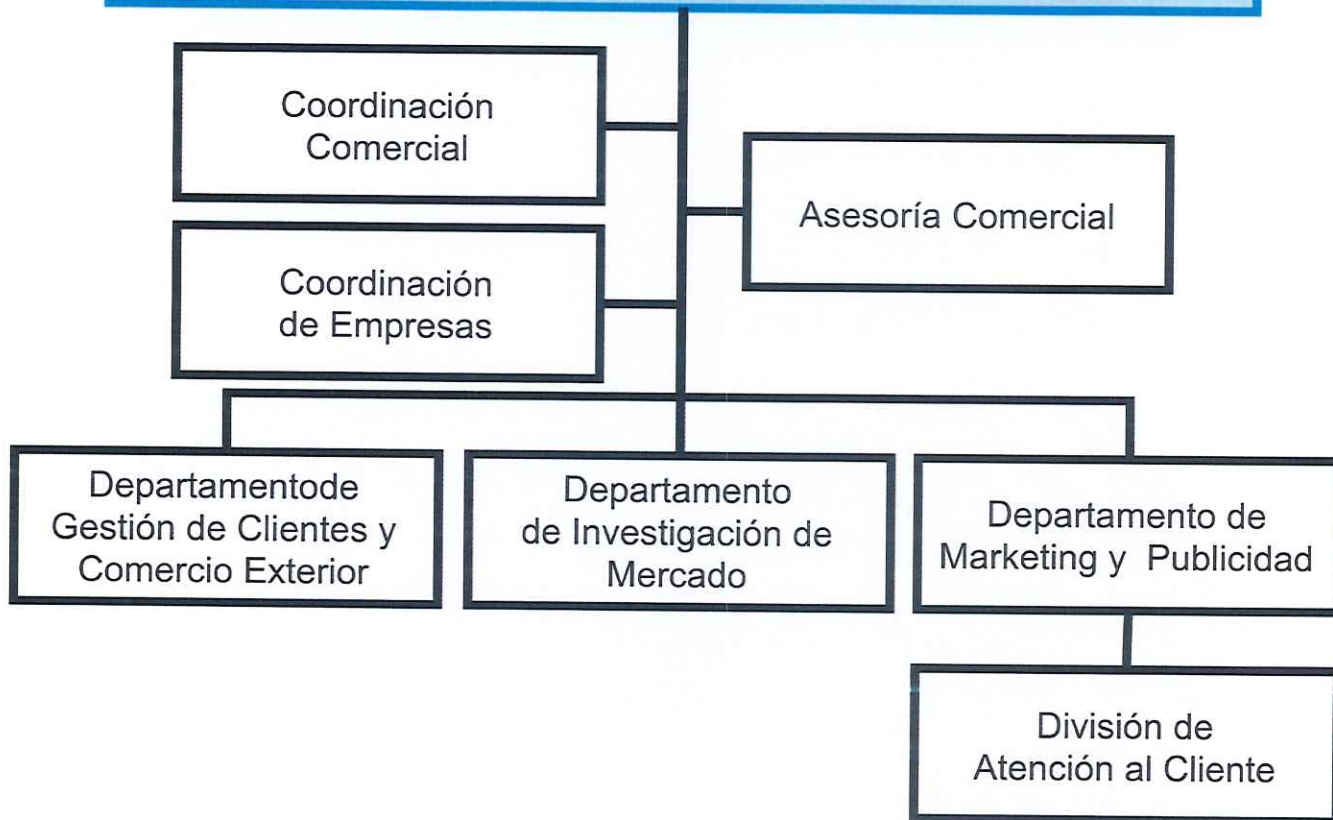 Coordinación
Comercial
Asesoría Comercial
Coordinación
de Empresas
Departamentode
Gestión de Clientes y
Comercio Exterior
Departamento
de Investigación de
Mercado
Departamento de
Marketing y  Publicidad
División de
Atención al Cliente